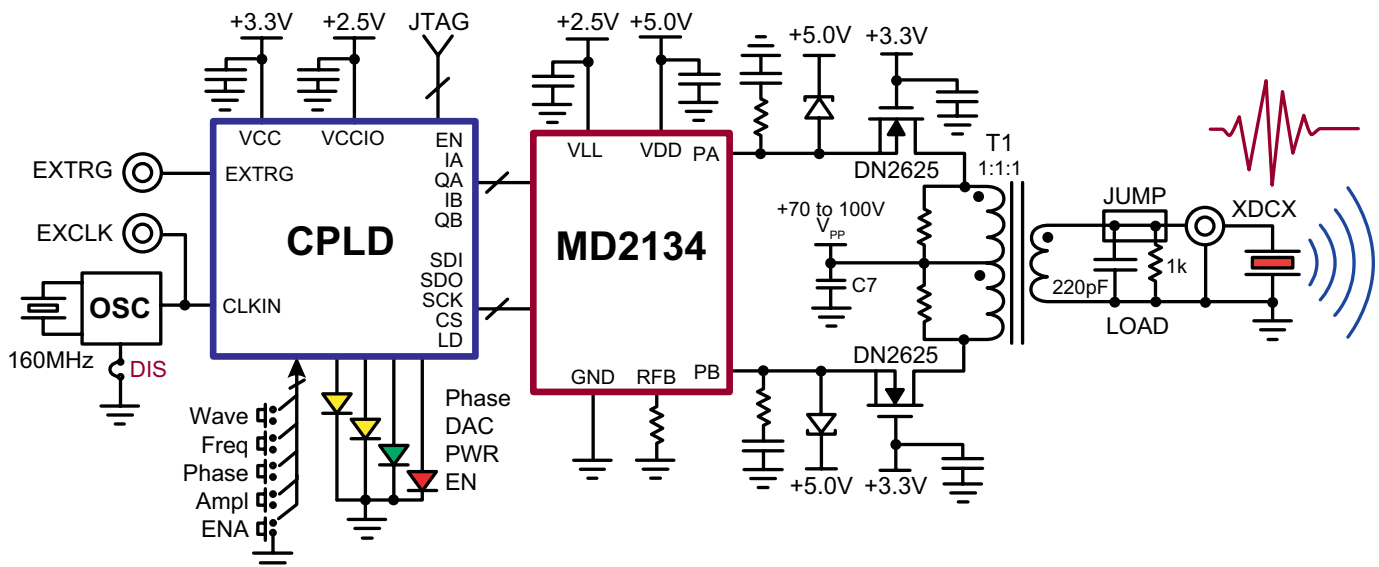 +3.3V
+2.5V
JTAG
+2.5V
+5.0V
+5.0V
+3.3V
VCC
VCCIO
EN
IA
QA
IB
QB
EXTRG
EXTRG
EXCLK
CPLD
SDI
SDO
SCK
CS
LD
OSC
CLKIN
160MHz
DIS
Wave
Freq
Phase
Ampl
ENA
Phase
DAC
PWR
EN
VLL
VDD
PA
MD2134
GND
RFB
PB
DN2625
T1
1:1:1
+70 to 100V
VPP
C7
DN2625
+5.0V
+3.3V
JUMP
XDCX
1k
220pF
LOAD